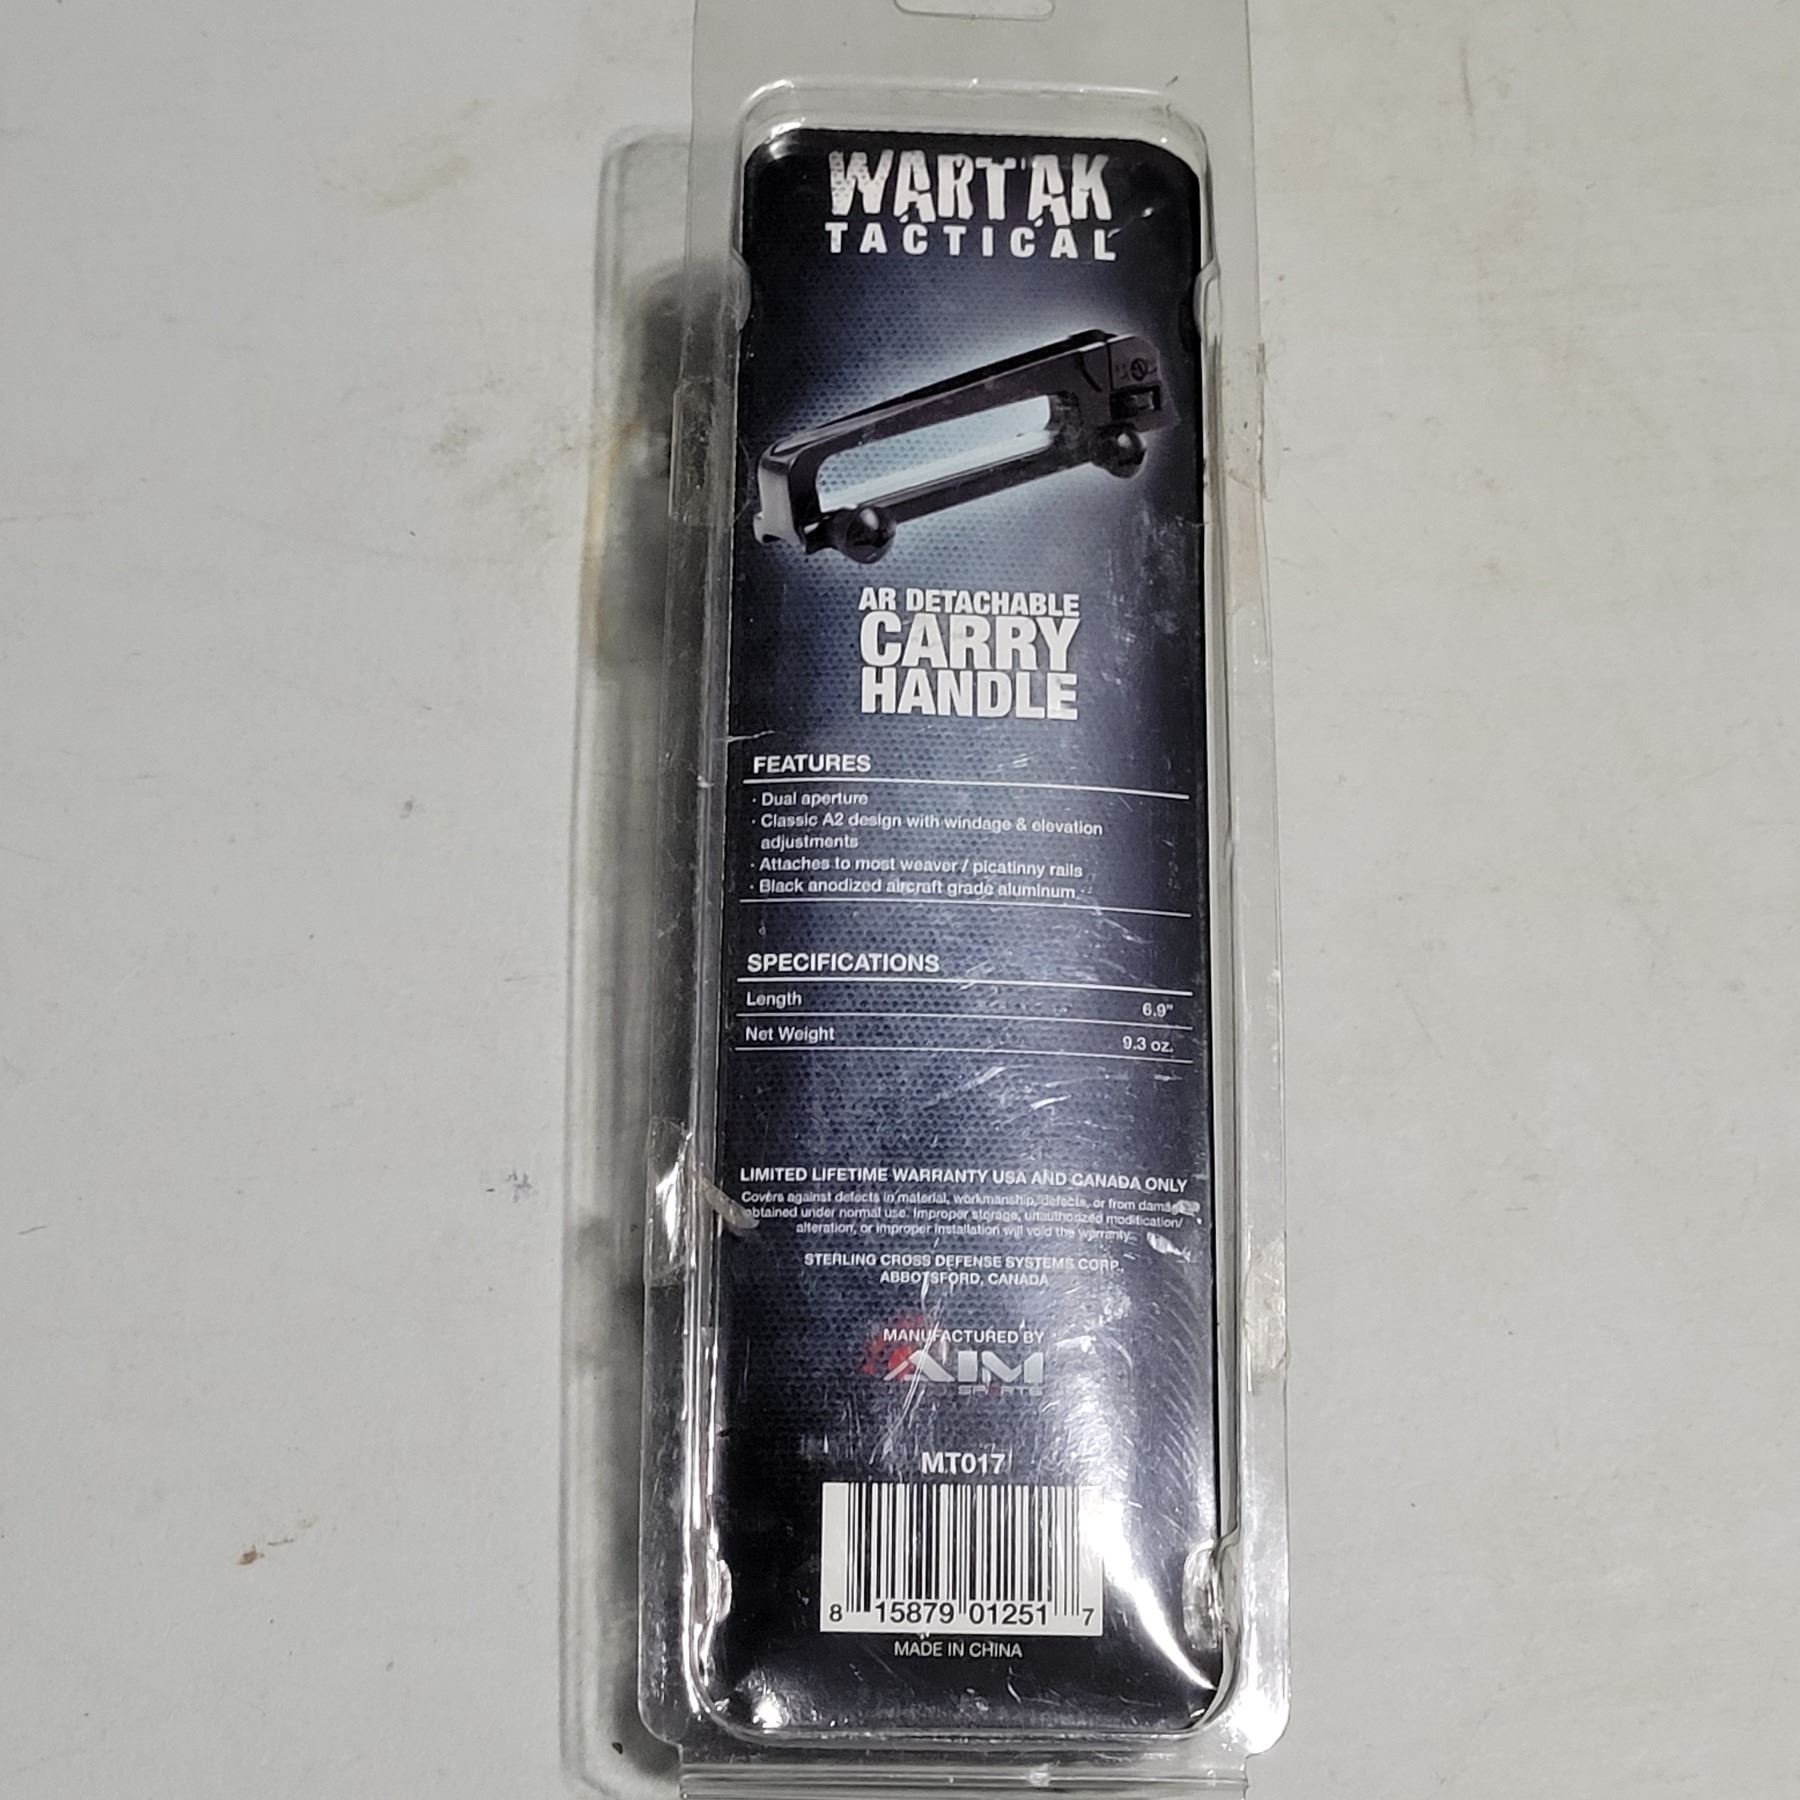 WARTAK
TACTICAL
AR DETACHABLE
CARRY
HANDLE
FEATURES
· Dual aperture
· Classic A2 design with windage & elevation
adjustments
· Attaches to most weaver / picatinny rails
· Black anodized aircraft grade aluminum
SPECIFICATIONS
Length 6.9"
Net Weight 9.3 oz.
LIMITED LIFETIME WARRANTY USA AND CANADA ONLY
Covers against defects in material, workmanship, defects, or from damage
obtained under normal use. Improper storage, unauthorized modification/
alteration, or improper installation will void the warranty.
STERLING CROSS DEFENSE SYSTEMS CORP.
ABBOTSFORD, CANADA
MANUFACTURED BY
AIM
SPORTS
MT017
8 15879 01251 7
MADE IN CHINA